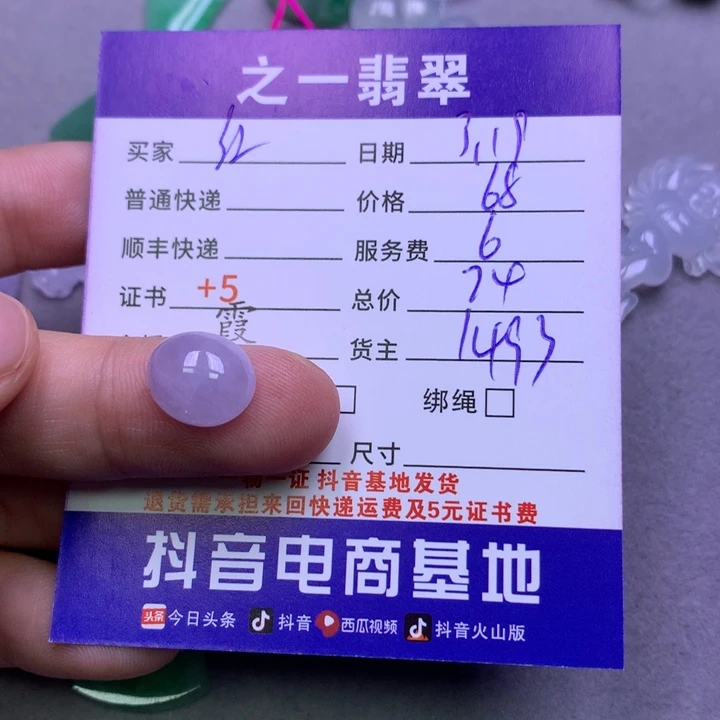 之一翡翠
买家 红 日期 3,18
普通快递 价格 68
顺丰快递 服务费 6
证书 +5 总价 74
霞
货主 1493
绑绳
尺寸
一证 抖音基地发货
退货需承担来回快递运费及5元证书费
抖音电商基地
头条 今日头条 抖音 西瓜视频 抖音火山版